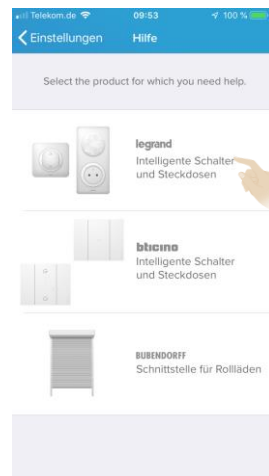 Telekom.de 09:53 100 %
Einstellungen Hilfe
Select the product for which you need help.
legrand
Intelligente Schalter
und Steckdosen
bticino
Intelligente Schalter
und Steckdosen
BUBENDORFF
Schnittstelle für Rollläden